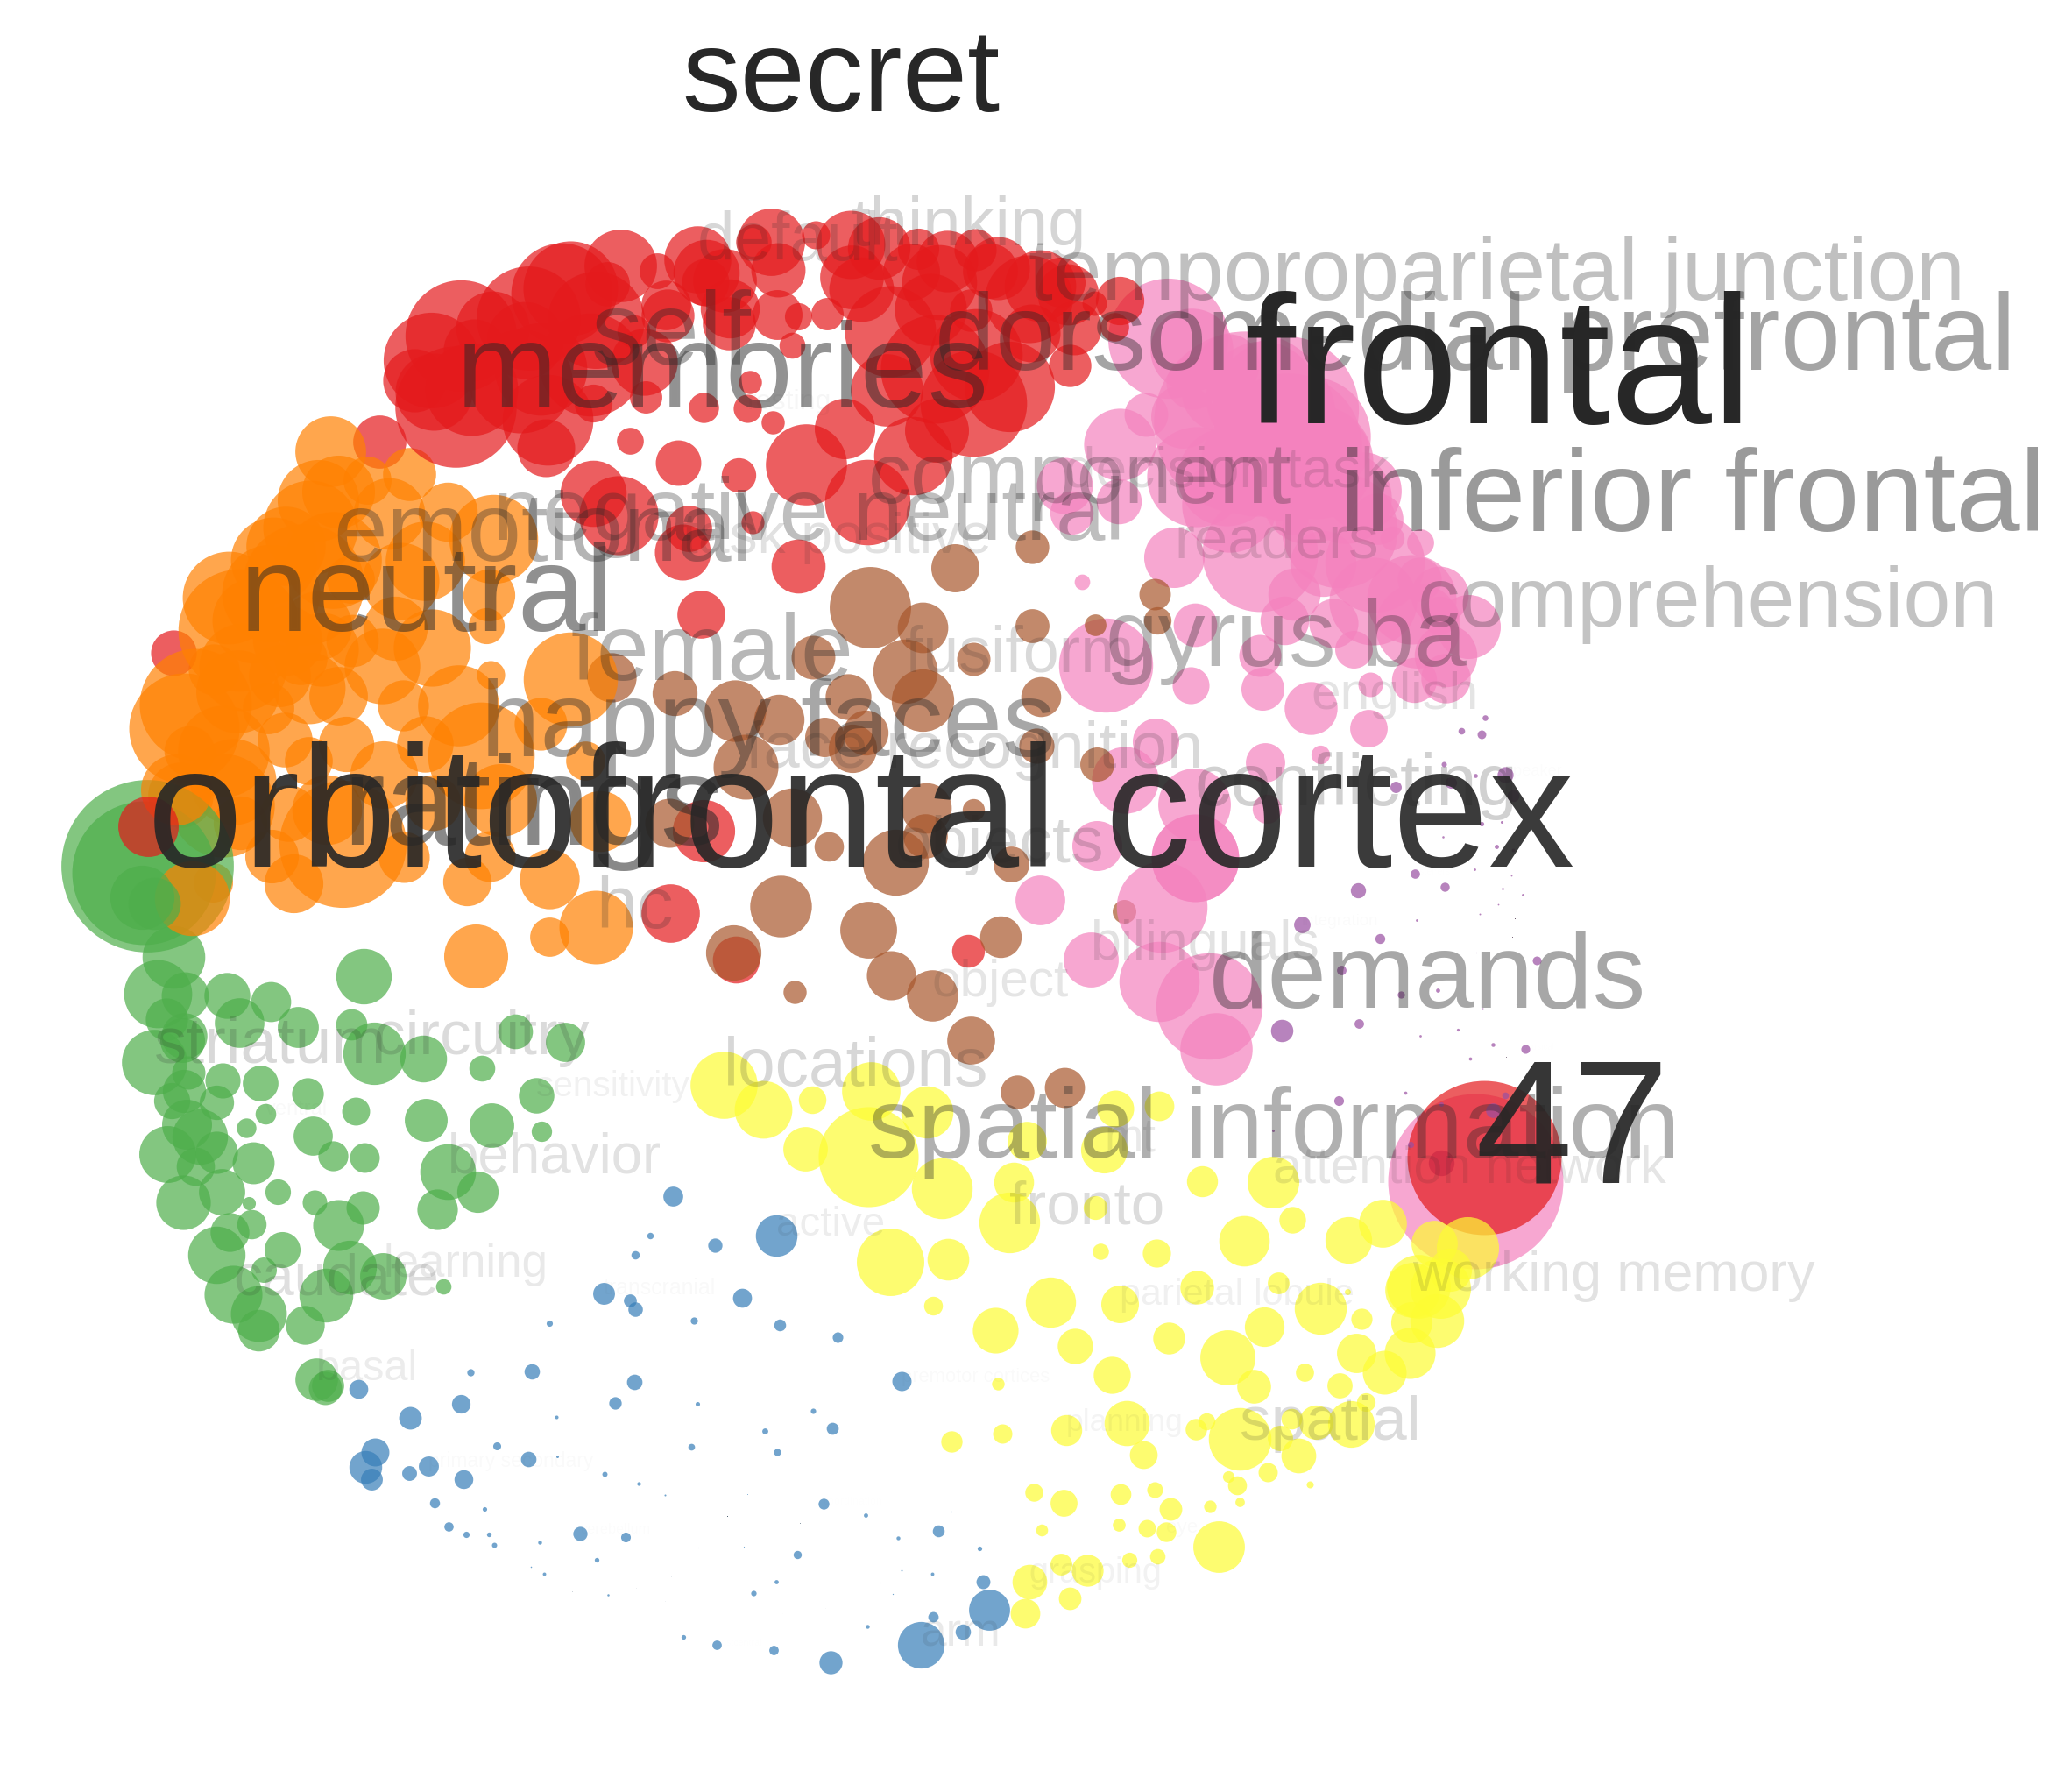 secret
thinking
default
temporoparietal junction
self
dorsomedial prefrontal
frontal
memories
component
decision task
inferior frontal
negative neutral
emotional
task positive
readers
neutral
comprehension
female
fusiform
gyrus ba
english
happy faces
face recognition
conflicting
orbitofrontal cortex
ratings
objects
hc
bilinguals
object
demands
striatum
circuitry
locations
sensitivity
47
spatial information
behavior
attention network
fronto
active
learning
caudate
working memory
parietal lobule
basal
planning
spatial
grasping
arm